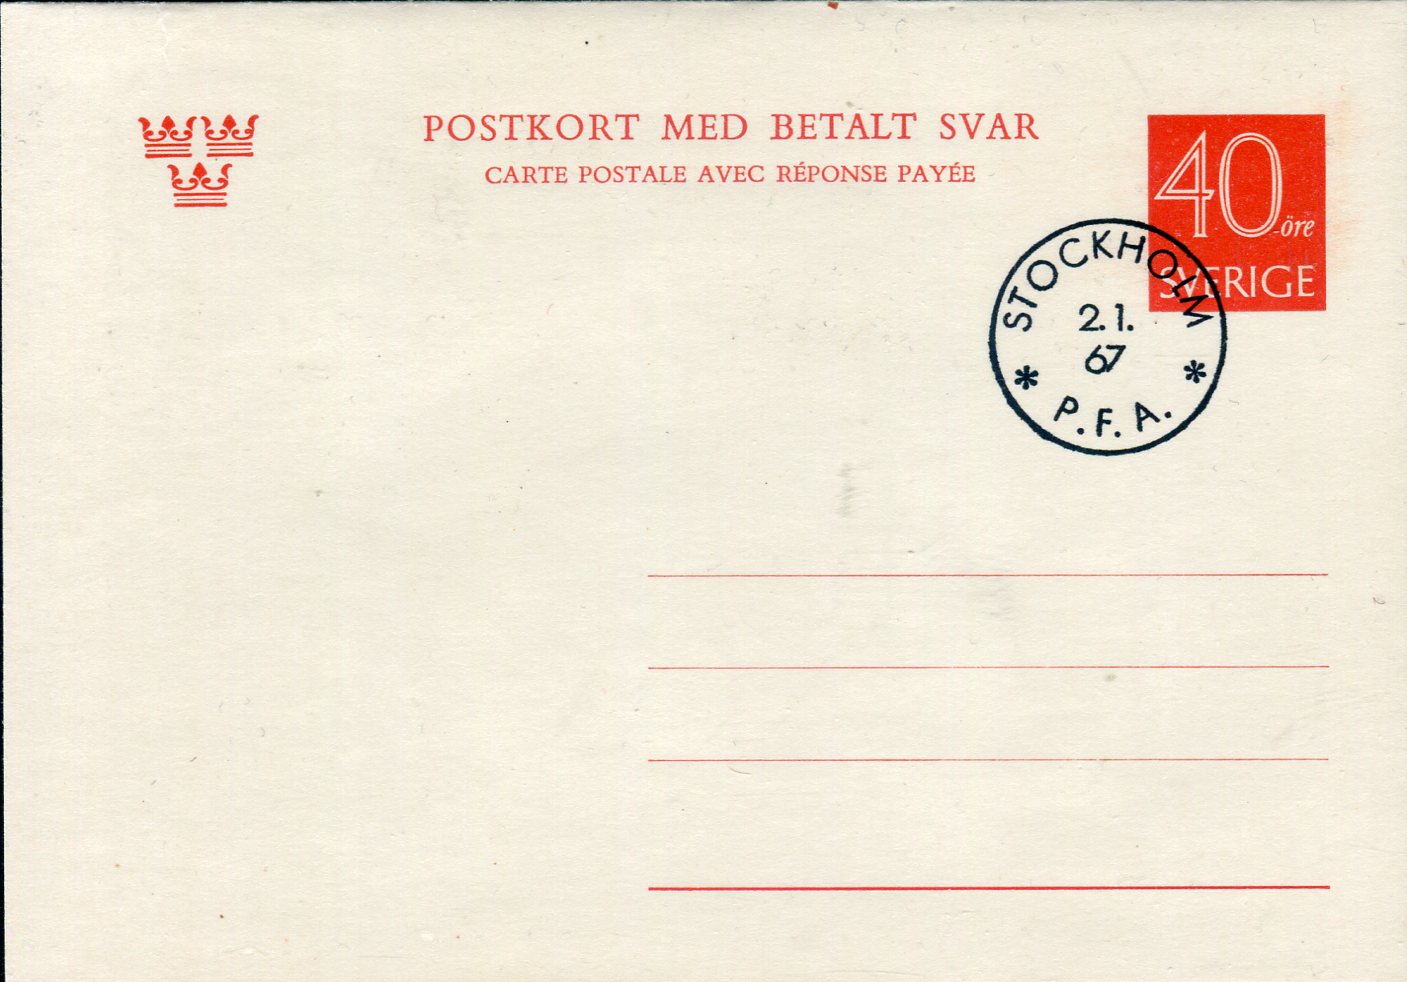 POSTKORT MED BETALT SVAR
CARTE POSTALE AVEC RÉPONSE PAYÉE
40 öre
SVERIGE
STOCKHOLM
2.1.
67
* P.F.A. *